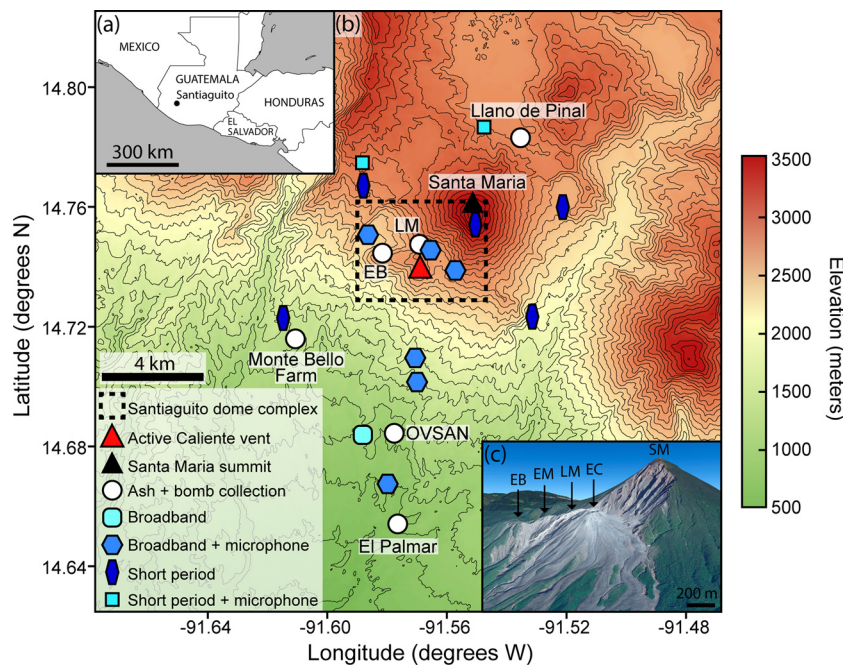 (a)
MEXICO
GUATEMALA
Santiaguito
HONDURAS
EL
SALVADOR
300 km
(b)
Llano de Pinal
Santa Maria
LM
EB
Monte Bello
Farm
4 km
OVSAN
El Palmar
Santiaguito dome complex
Active Caliente vent
Santa Maria summit
Ash + bomb collection
Broadband
Broadband + microphone
Short period
Short period + microphone
(c)
SM
EB
EM
LM
EC
200 m
14.80
14.76
14.72
14.68
14.64
Latitude (degrees N)
-91.64
-91.60
-91.56
-91.52
-91.48
Longitude (degrees W)
3500
3000
2500
2000
1500
1000
500
Elevation
(meters)